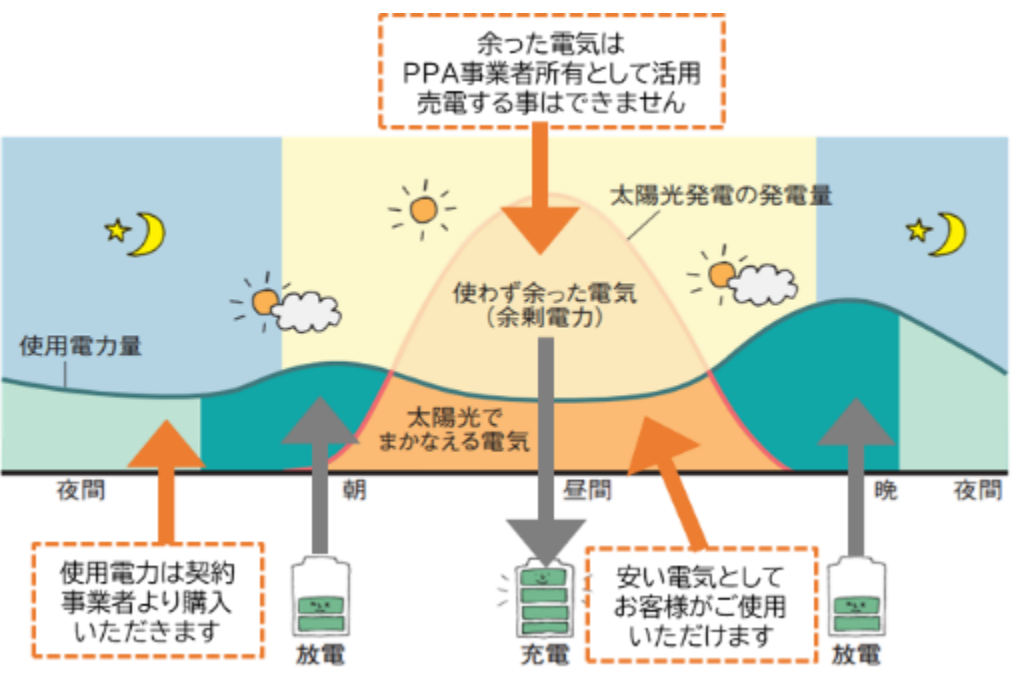 余った電気は
PPA事業者所有として活用
売電する事はできません
太陽光発電の発電量
使わず余った電気
（余剰電力）
使用電力量
太陽光で
まかなえる電気
夜間
朝
昼間
晩
夜間
使用電力は契約
事業者より購入
いただきます
安い電気として
お客様がご使用
いただけます
放電
充電
放電